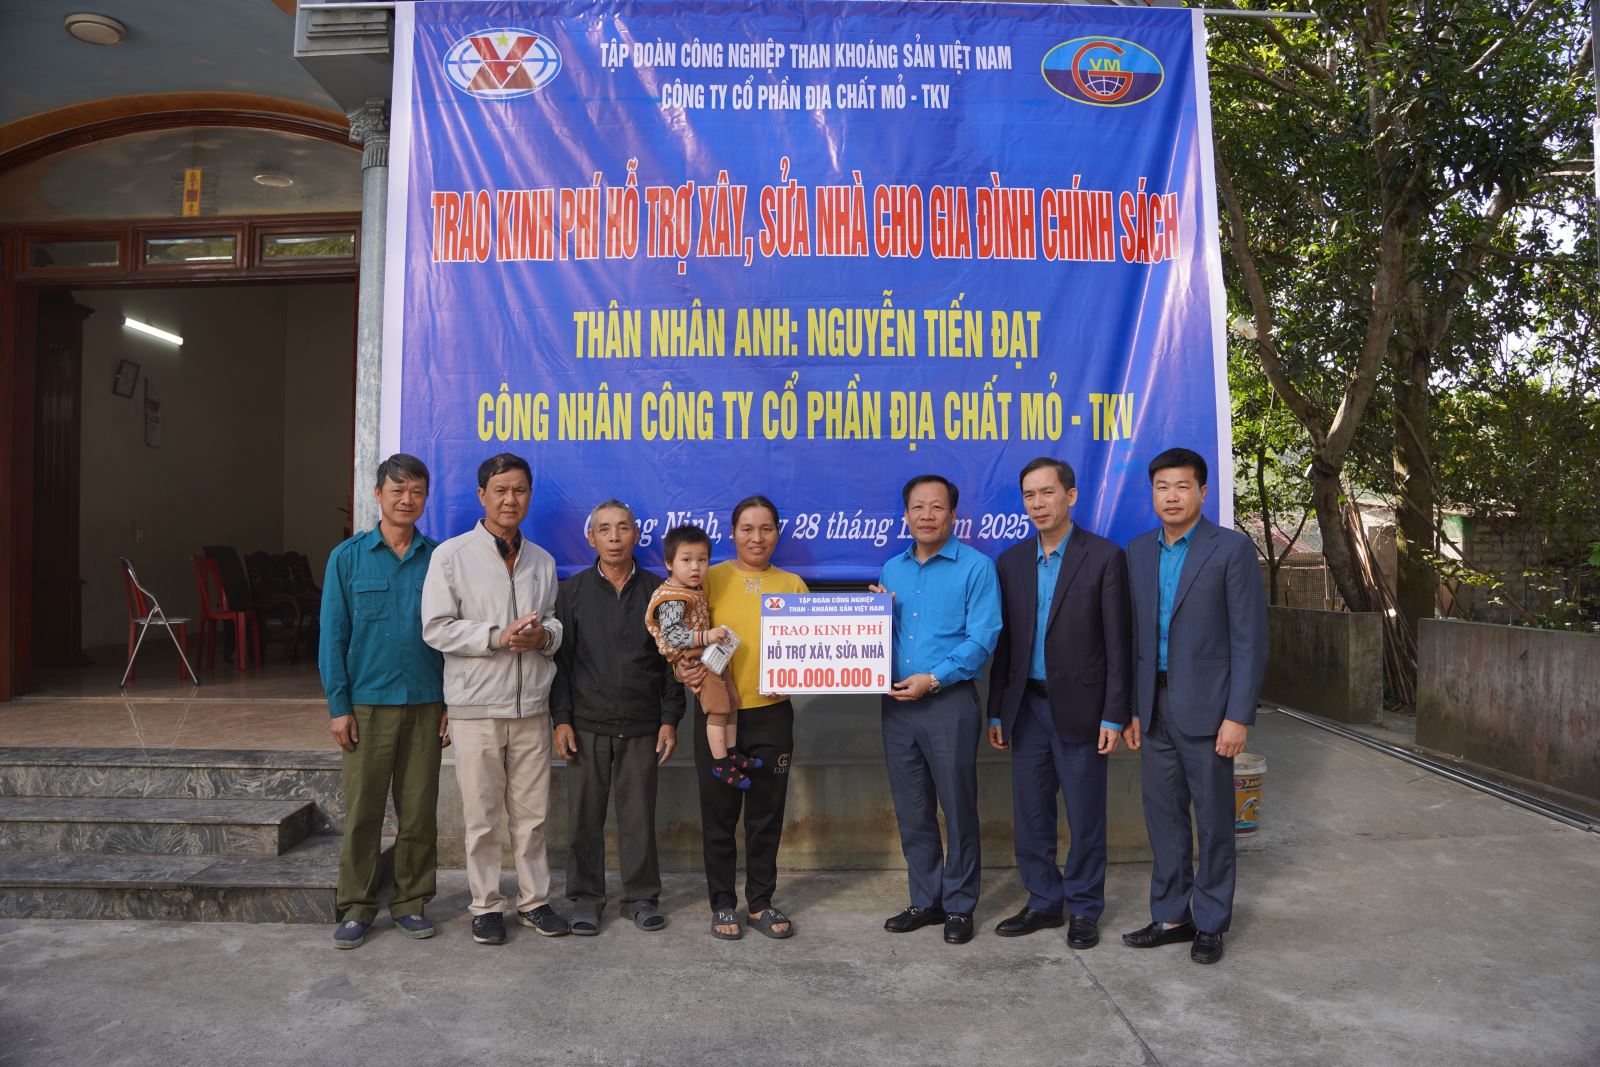 TẬP ĐOÀN CÔNG NGHIỆP THAN KHOÁNG SẢN VIỆT NAM
CÔNG TY CỔ PHẦN ĐỊA CHẤT MỎ - TKV
VM
TRAO KINH PHÍ HỖ TRỢ XÂY, SỬA NHÀ CHO GIA ĐÌNH CHÍNH SÁCH
THÂN NHÂN ANH: NGUYỄN TIẾN ĐẠT
CÔNG NHÂN CÔNG TY CỔ PHẦN ĐỊA CHẤT MỎ - TKV
Ninh, 28 tháng 2025
TẬP ĐOÀN CÔNG NGHIỆP
THAN - KHOÁNG SẢN VIỆT NAM
TRAO KINH PHÍ
HỖ TRỢ XÂY, SỬA NHÀ
100.000.000 Đ